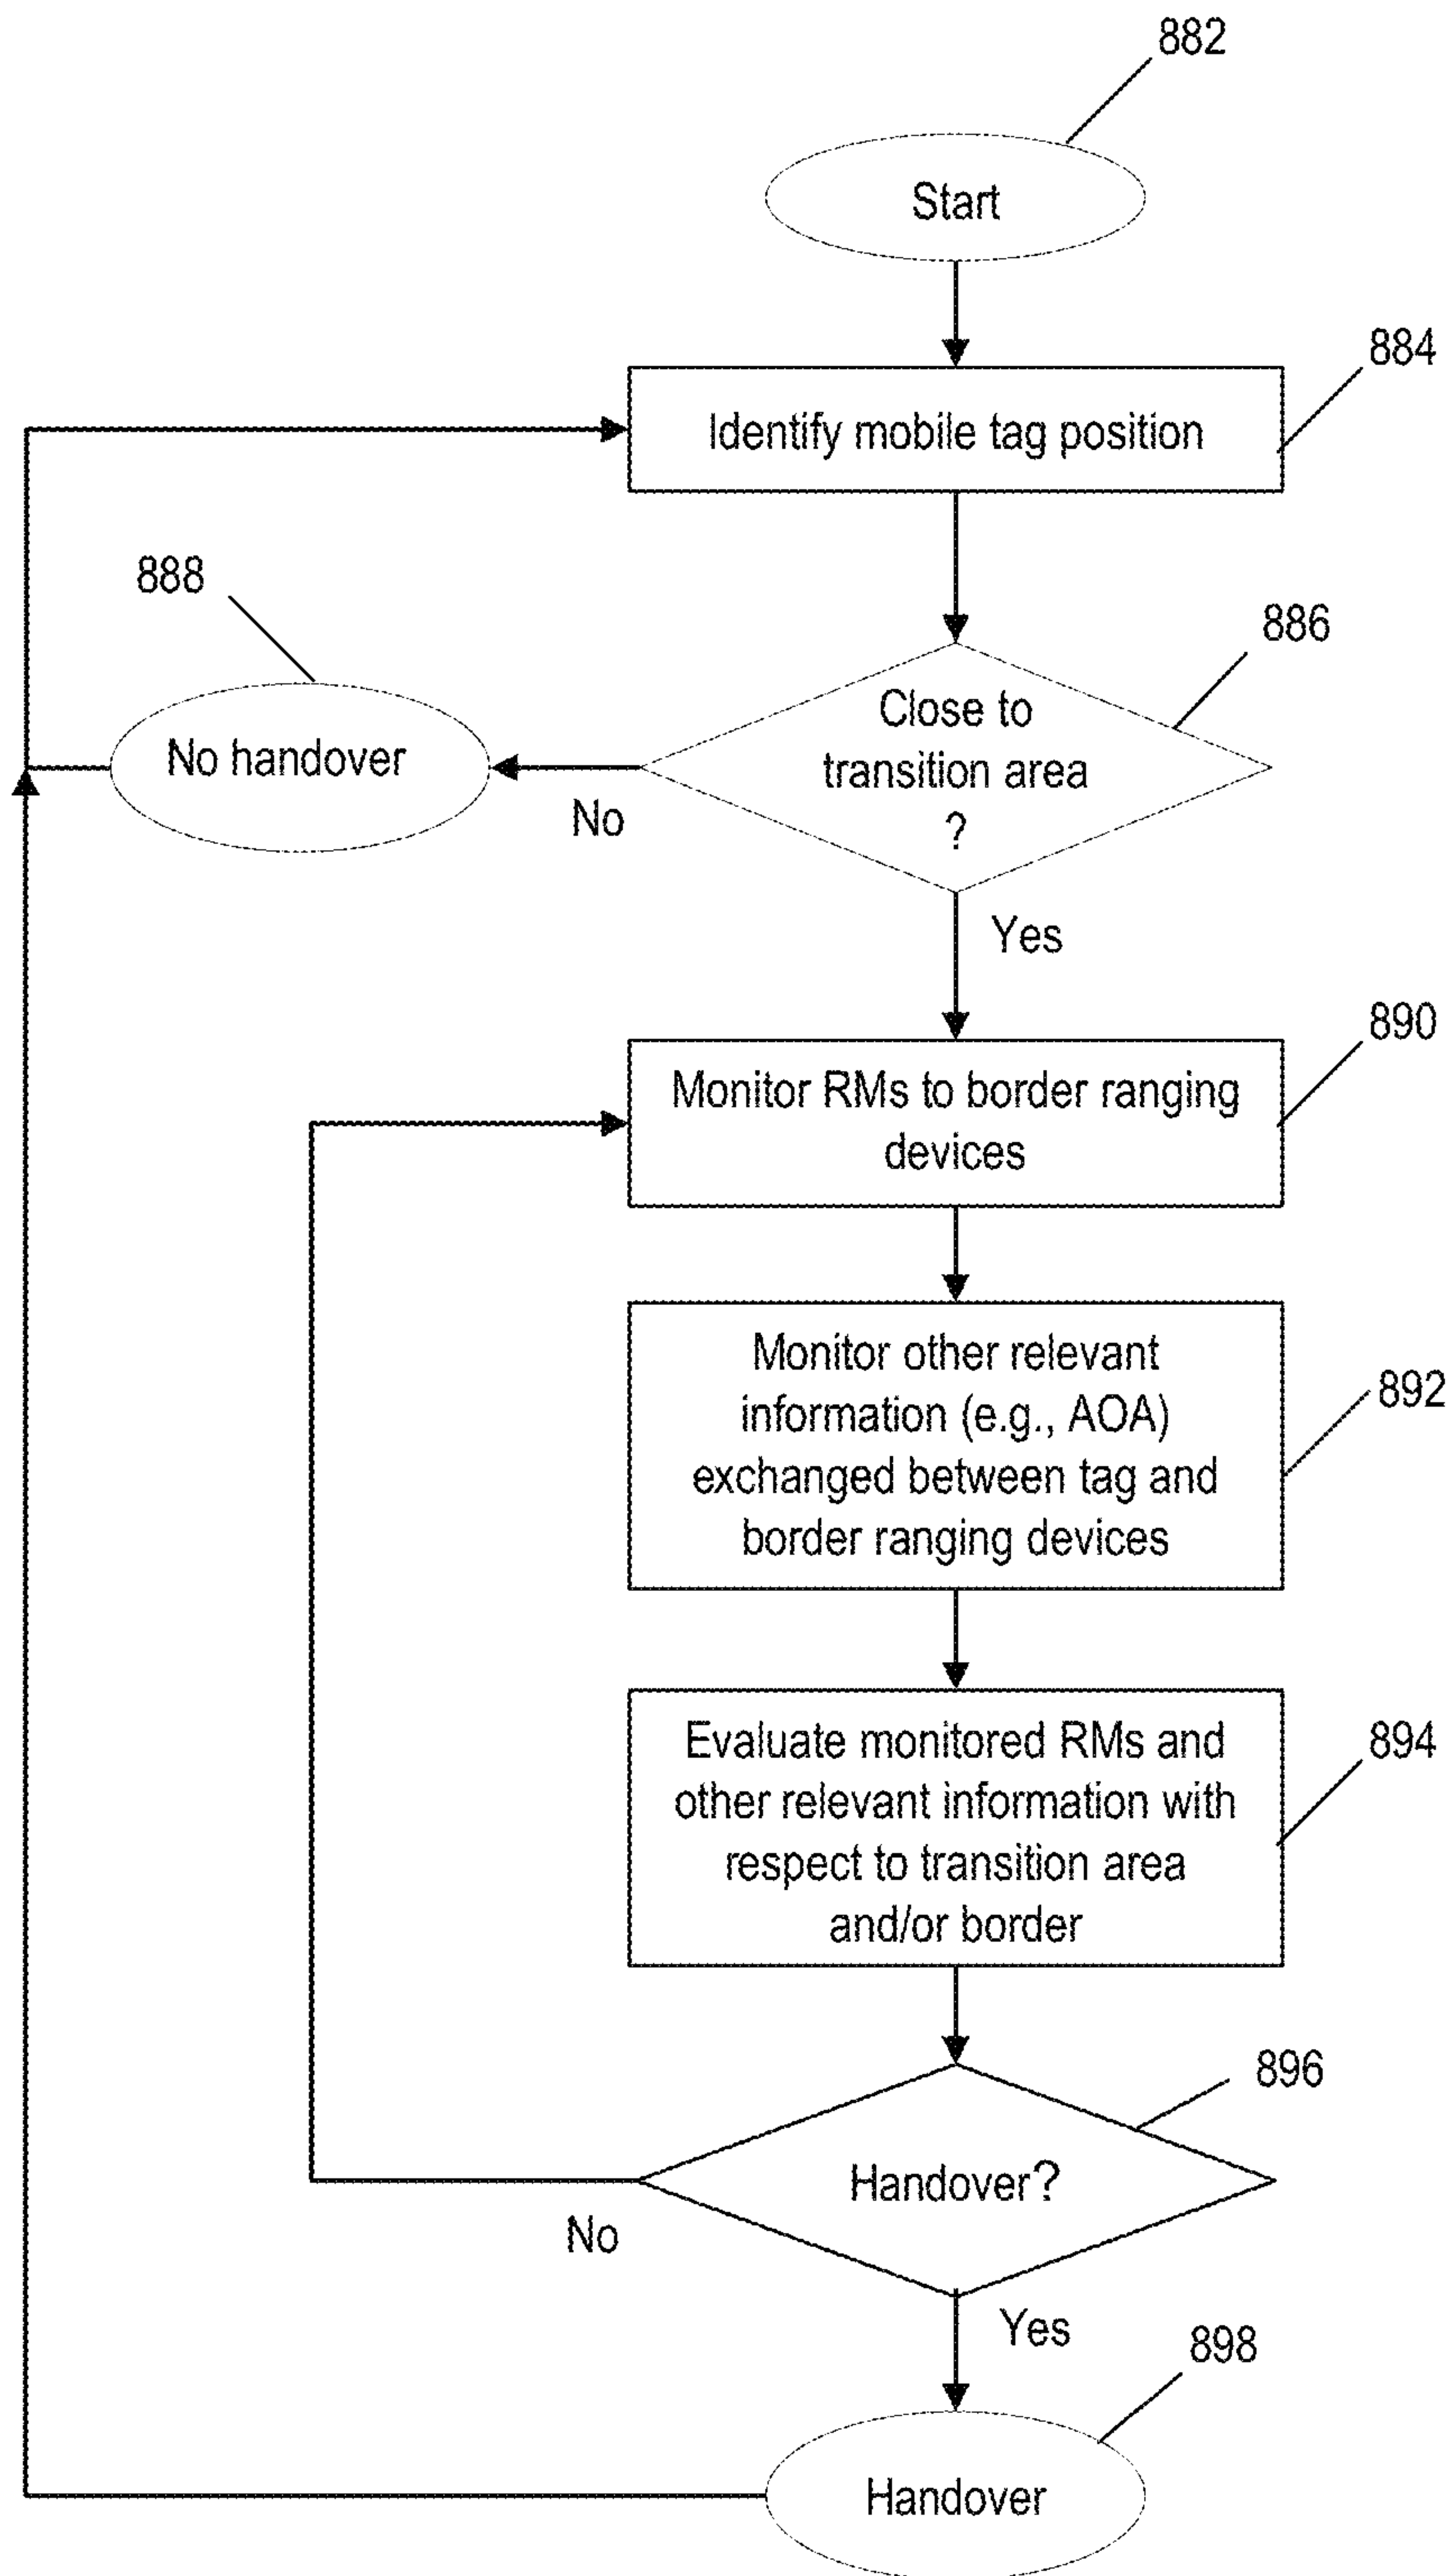 882
Start
884
Identify mobile tag position
888
886
Close to
transition area
?
No handover
No
Yes
890
Monitor RMs to border ranging
devices
Monitor other relevant
information (e.g., AOA)
exchanged between tag and
border ranging devices
892
Evaluate monitored RMs and
other relevant information with
respect to transition area
and/or border
894
896
Handover?
No
Yes
898
Handover